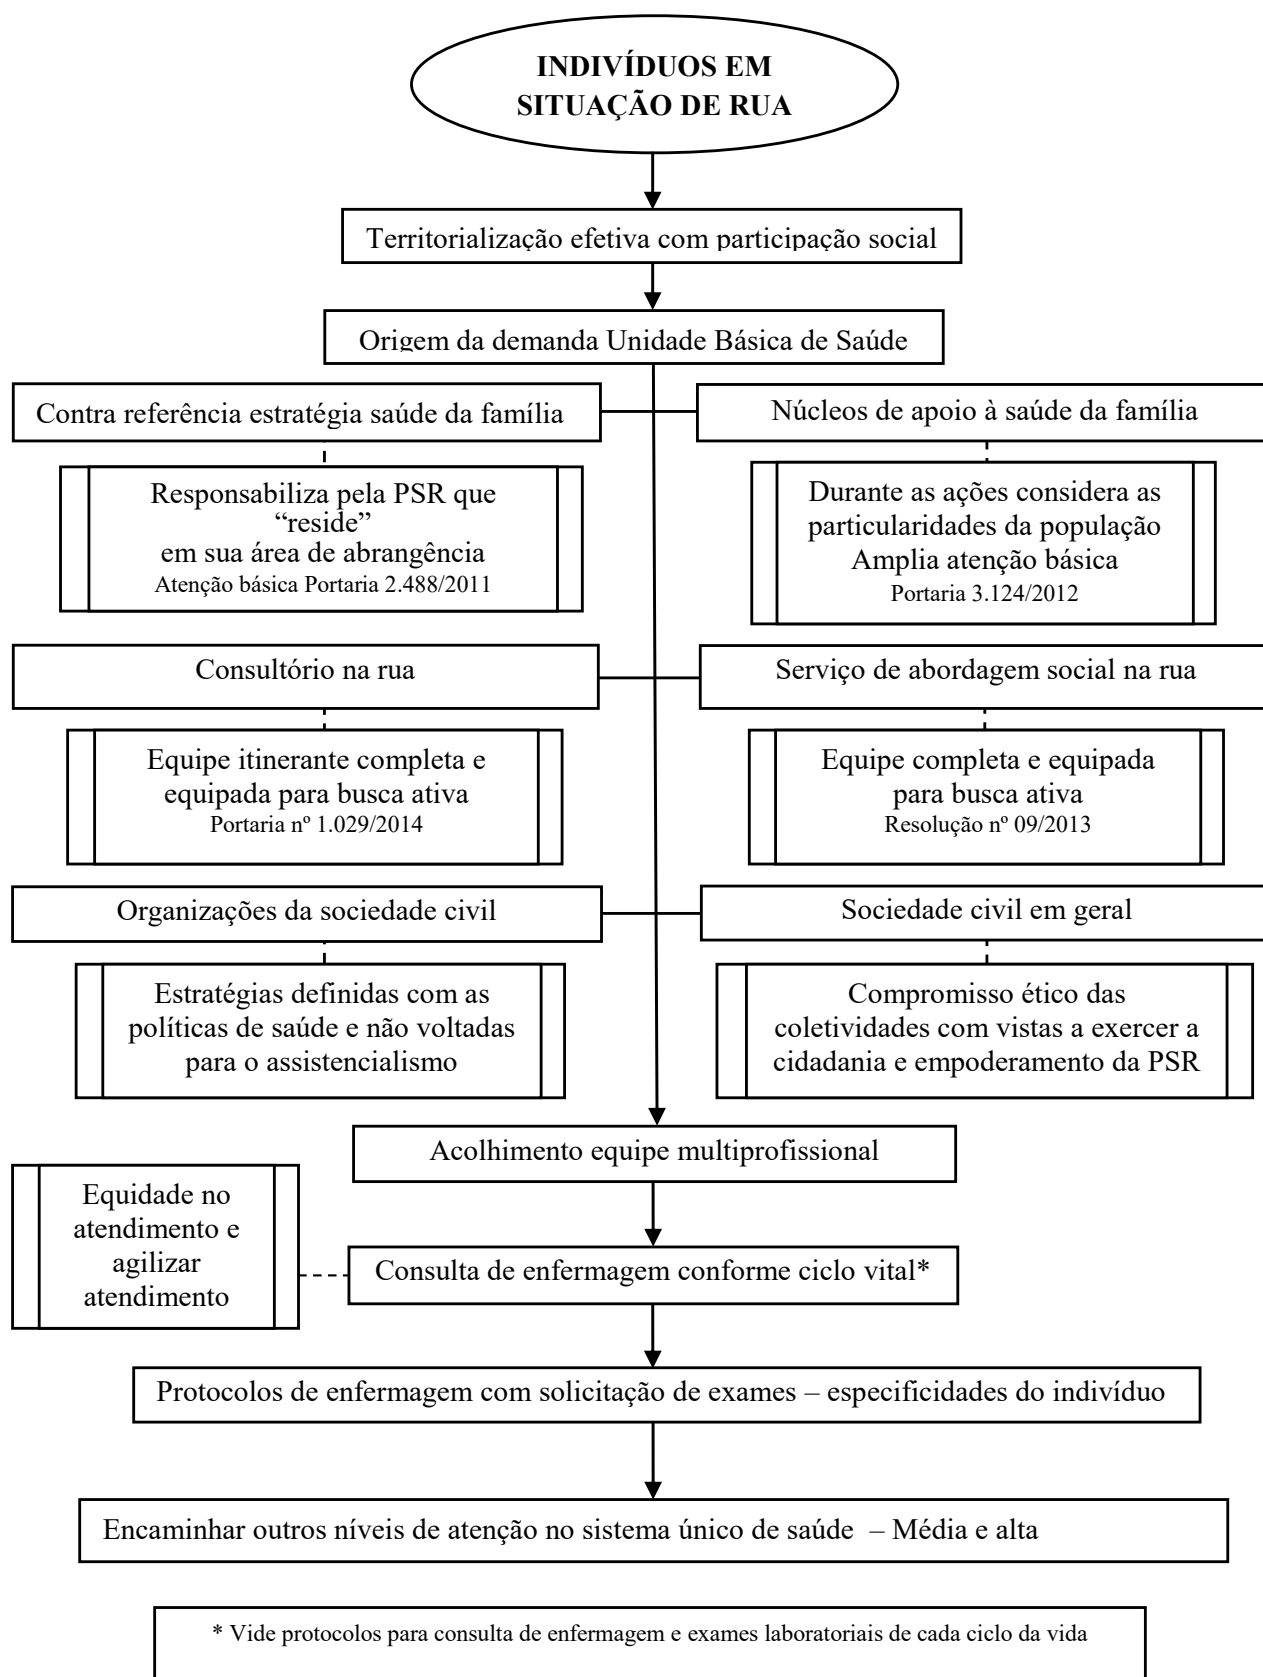 INDIVÍDUOS EM
SITUAÇÃO DE RUA
Territorialização efetiva com participação social
Origem da demanda Unidade Básica de Saúde
Contra referência estratégia saúde da família
Núcleos de apoio à saúde da família
Responsabiliza pela PSR que
“reside”
em sua área de abrangência
Atenção básica Portaria 2.488/2011
Durante as ações considera as
particularidades da população
Amplia atenção básica
Portaria 3.124/2012
Consultório na rua
Serviço de abordagem social na rua
Equipe itinerante completa e
equipada para busca ativa
Portaria nº 1.029/2014
Equipe completa e equipada
para busca ativa
Resolução nº 09/2013
Organizações da sociedade civil
Sociedade civil em geral
Estratégias definidas com as
políticas de saúde e não voltadas
para o assistencialismo
Compromisso ético das
coletividades com vistas a exercer a
cidadania e empoderamento da PSR
Acolhimento equipe multiprofissional
Equidade no
atendimento e
agilizar
atendimento
Consulta de enfermagem conforme ciclo vital*
Protocolos de enfermagem com solicitação de exames – especificidades do indivíduo
Encaminhar outros níveis de atenção no sistema único de saúde – Média e alta
* Vide protocolos para consulta de enfermagem e exames laboratoriais de cada ciclo da vida